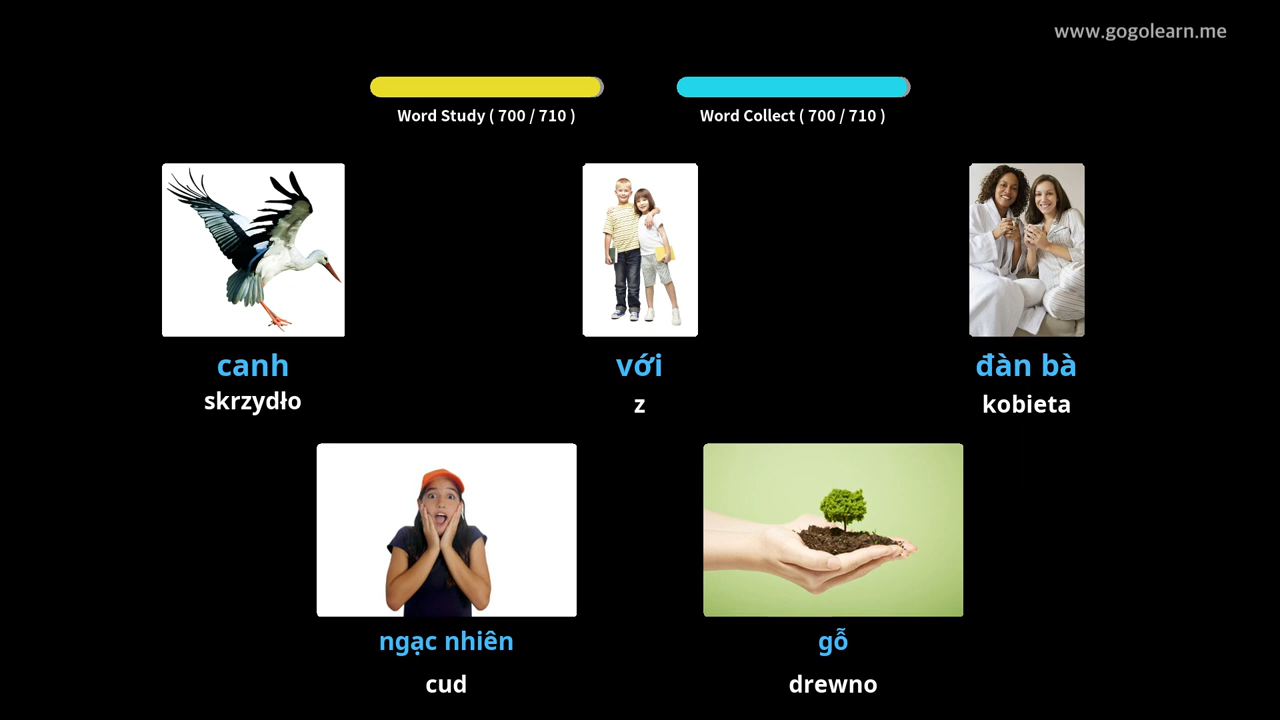 www.gogolearn.me
Word Study ( 700 / 710 )
Word Collect ( 700 / 710 )
canh
skrzydło
với
z
đàn bà
kobieta
ngạc nhiên
cud
gỗ
drewno